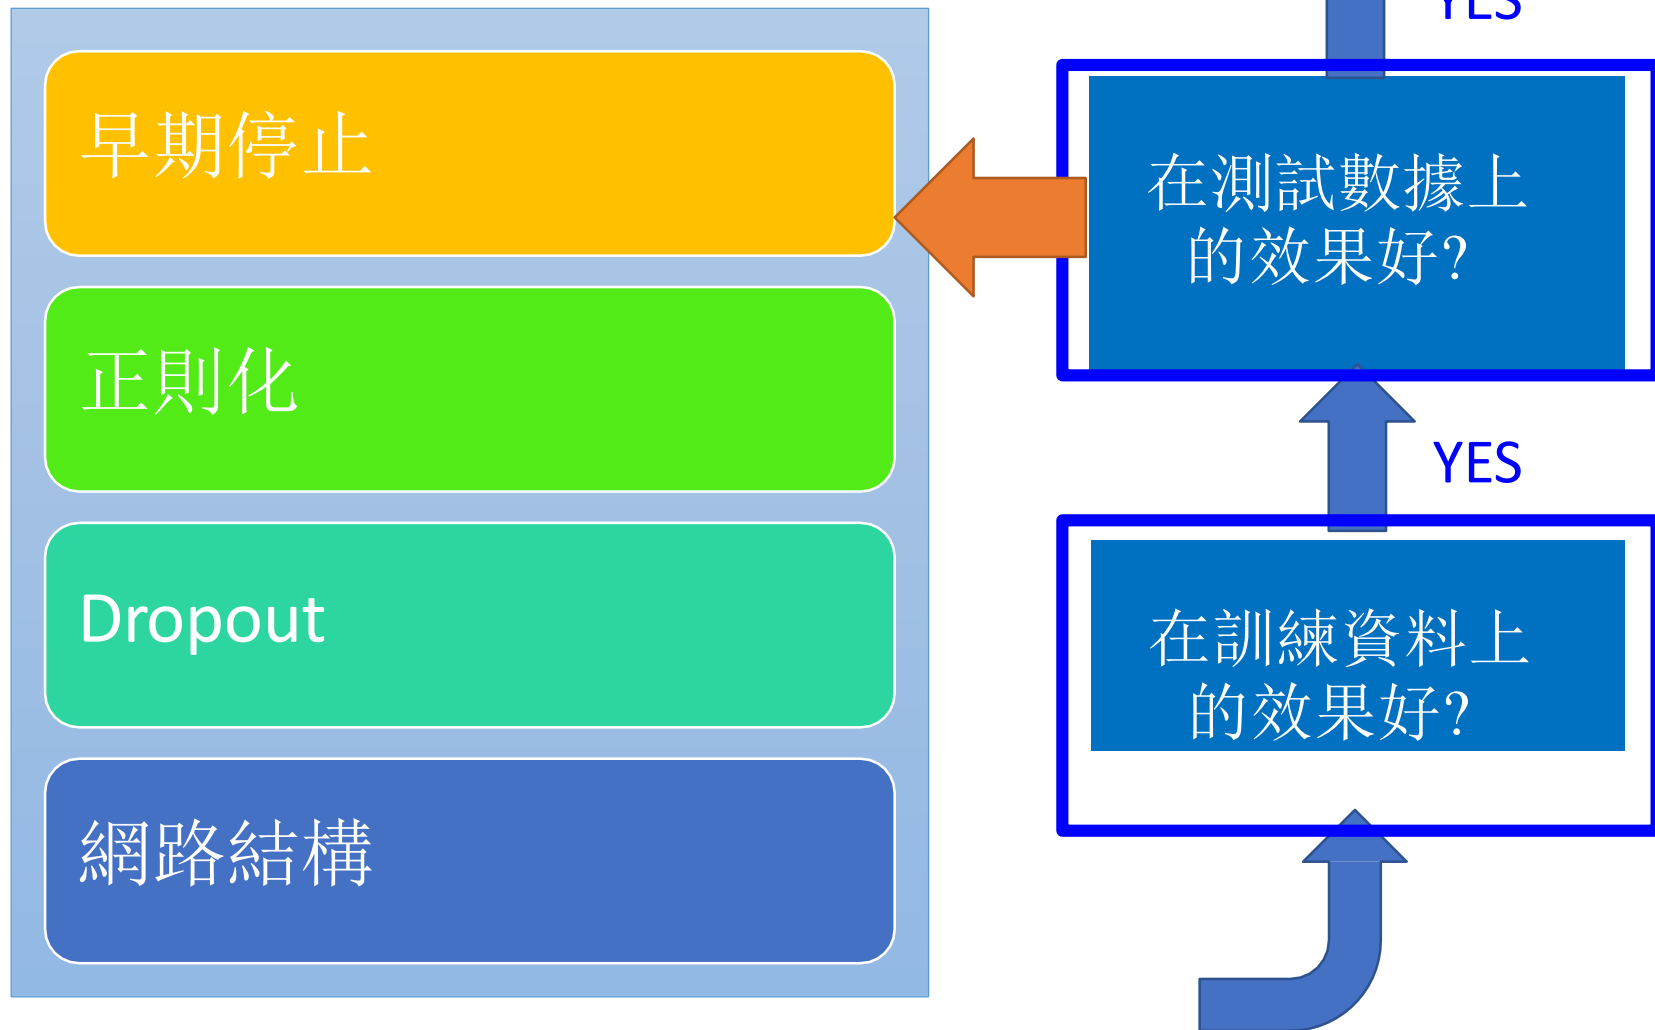 早期停止
正則化
Dropout
網路結構
YES
在測試數據上
的效果好?
YES
在訓練資料上
的效果好?